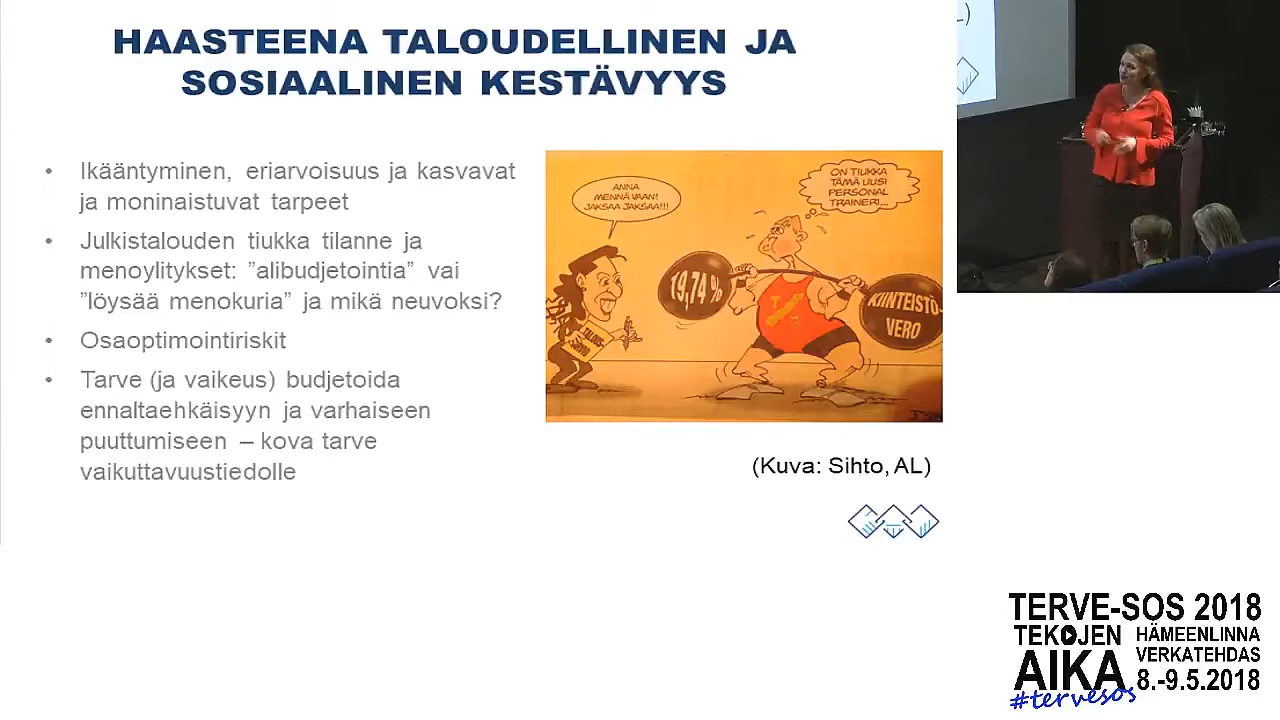 HAASTEENA TALOUDELLINEN JA
SOSIAALINEN KESTÄVYYS
• Ikääntyminen, eriarvoisuus ja kasvavat
ja moninaistuvat tarpeet
• Julkistalouden tiukka tilanne ja
menoylitykset: ”alibudjetointia” vai
”löysää menokuria” ja mikä neuvoksi?
• Osaoptimointiriskit
• Tarve (ja vaikeus) budjetoida
ennaltaehkäisyyn ja varhaiseen
puuttumiseen – kova tarve
vaikuttavuustiedolle
ANNA
MENNÄ VAAN!
JAKSAA JAKSAA!!!
ON TIUKKA
TÄMÄ UUSI
PERSONAL
TRAINERI...
19,74 %
KIINTEISTÖ-
VERO
(Kuva: Sihto, AL)
TERVE-SOS 2018
TEKOJEN
AIKA
HÄMEENLINNA
VERKATEHDAS
8.-9.5.2018
#tervesos